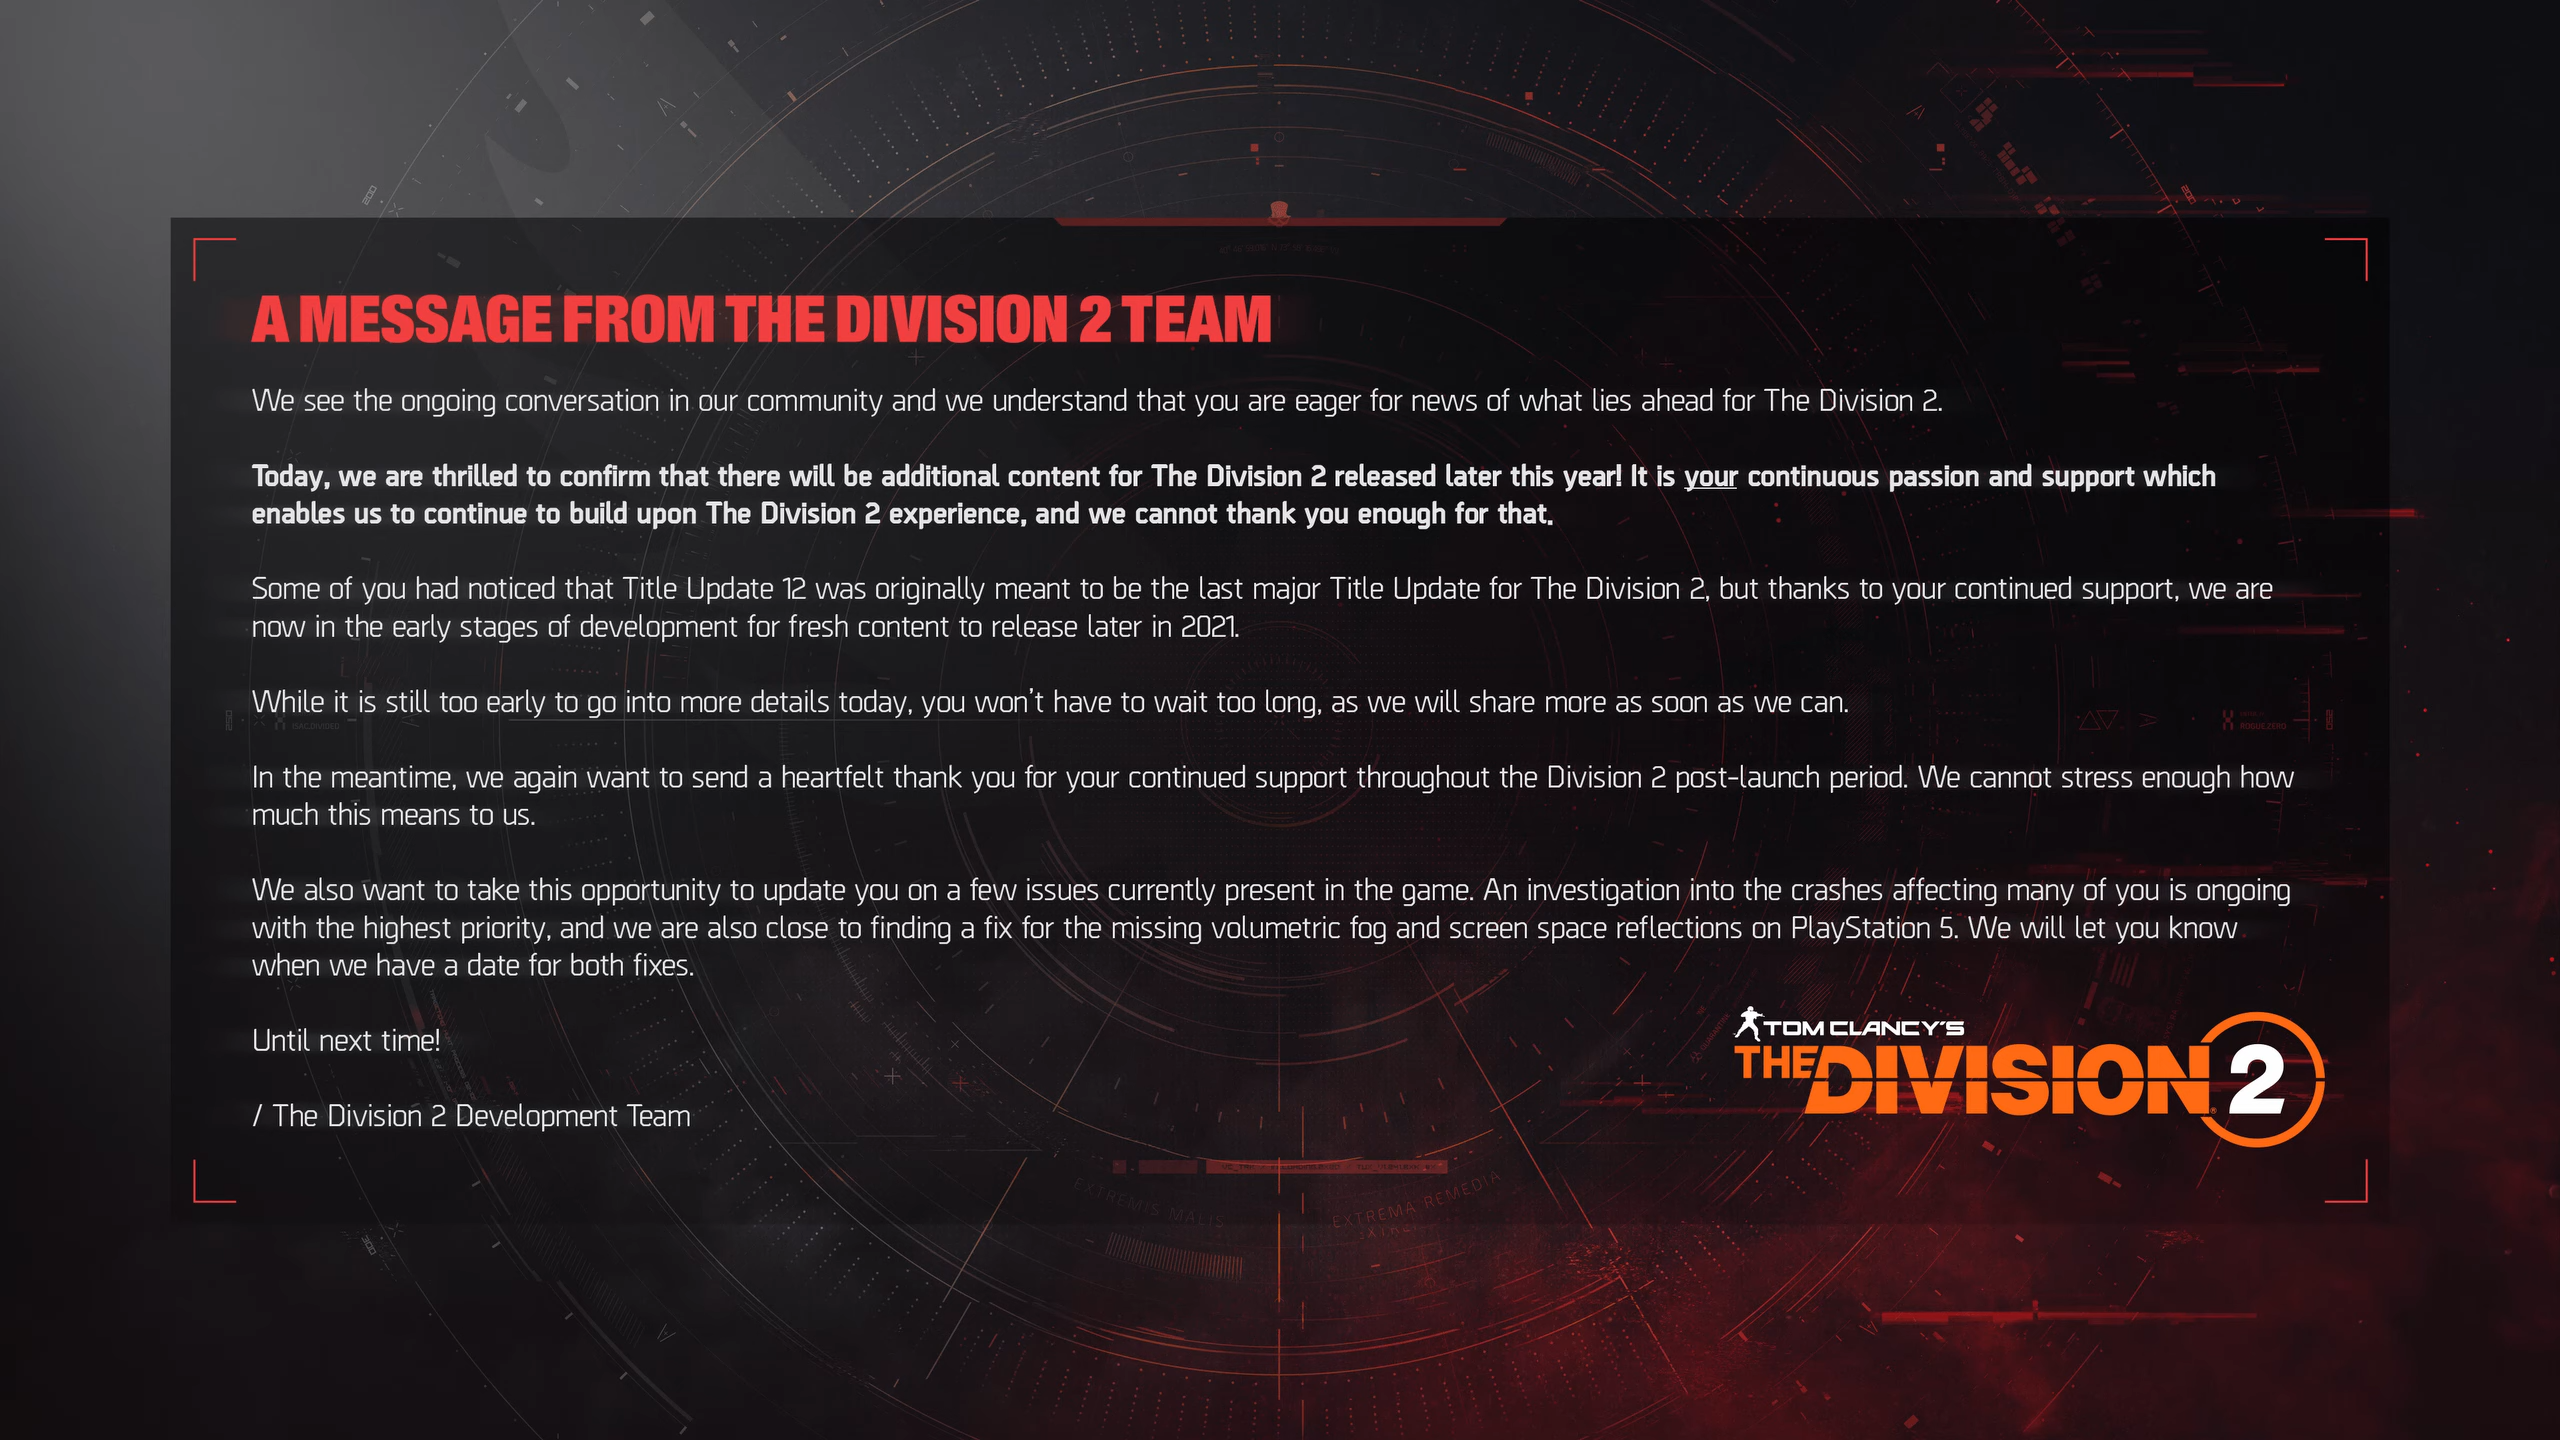 A MESSAGE FROM THE DIVISION 2 TEAM
We see the ongoing conversation in our community and we understand that you are eager for news of what lies ahead for The Division 2.
Today, we are thrilled to confirm that there will be additional content for The Division 2 released later this year! It is your continuous passion and support which
enables us to continue to build upon The Division 2 experience, and we cannot thank you enough for that.
Some of you had noticed that Title Update 12 was originally meant to be the last major Title Update for The Division 2, but thanks to your continued support, we are
now in the early stages of development for fresh content to release later in 2021.
While it is still too early to go into more details today, you won't have to wait too long, as we will share more as soon as we can.
ISAC.DIVIDED
ROGUE.ZERO
In the meantime, we again want to send a heartfelt thank you for your continued support throughout the Division 2 post-launch period. We cannot stress enough how
much this means to us.
We also want to take this opportunity to update you on a few issues currently present in the game. An investigation into the crashes affecting many of you is ongoing
with the highest priority, and we are also close to finding a fix for the missing volumetric fog and screen space reflections on PlayStation 5. We will let you know
when we have a date for both fixes.
Until next time!
/ The Division 2 Development Team
TOM CLANCY'S
THE DIVISION 2
EXTREMIS MALIS
EXTREMA REMEDIA